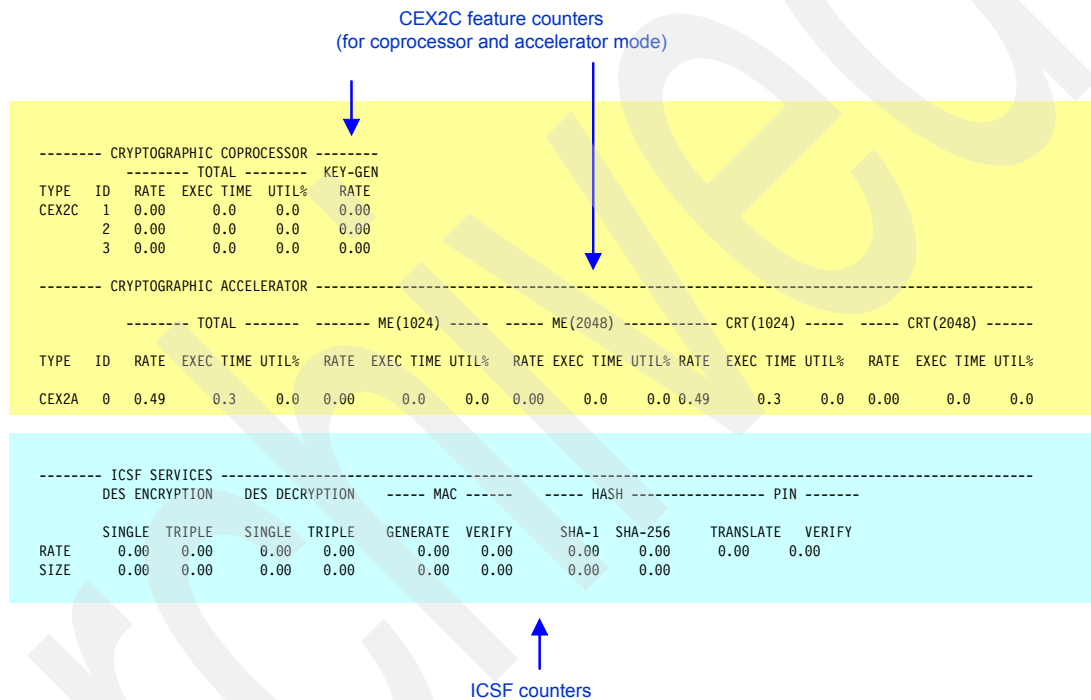 CEX2C feature counters
(for coprocessor and accelerator mode)
-------- CRYPTOGRAPHIC COPROCESSOR --------
-------- TOTAL -------- KEY-GEN
TYPE ID RATE EXEC TIME UTIL% RATE
CEX2C 1 0.00 0.0 0.0 0.00
2 0.00 0.0 0.0 0.00
3 0.00 0.0 0.0 0.00
-------- CRYPTOGRAPHIC ACCELERATOR -------------------------------------------------------------------------------------------
-------- TOTAL ------- ------- ME(1024) ----- ----- ME(2048) ------------ CRT(1024) ----- ----- CRT(2048) ------
TYPE ID RATE EXEC TIME UTIL% RATE EXEC TIME UTIL% RATE EXEC TIME UTIL% RATE EXEC TIME UTIL% RATE EXEC TIME UTIL%
CEX2A 0 0.49 0.3 0.0 0.00 0.0 0.0 0.00 0.0 0.0 0.49 0.3 0.0 0.00 0.0 0.0
-------- ICSF SERVICES -------------------------------------------------------------------------------------------------------
DES ENCRYPTION DES DECRYPTION ----- MAC ------ ----- HASH ----------------- PIN -------
SINGLE TRIPLE SINGLE TRIPLE GENERATE VERIFY SHA-1 SHA-256 TRANSLATE VERIFY
RATE 0.00 0.00 0.00 0.00 0.00 0.00 0.00 0.00 0.00 0.00
SIZE 0.00 0.00 0.00 0.00 0.00 0.00 0.00 0.00
ICSF counters